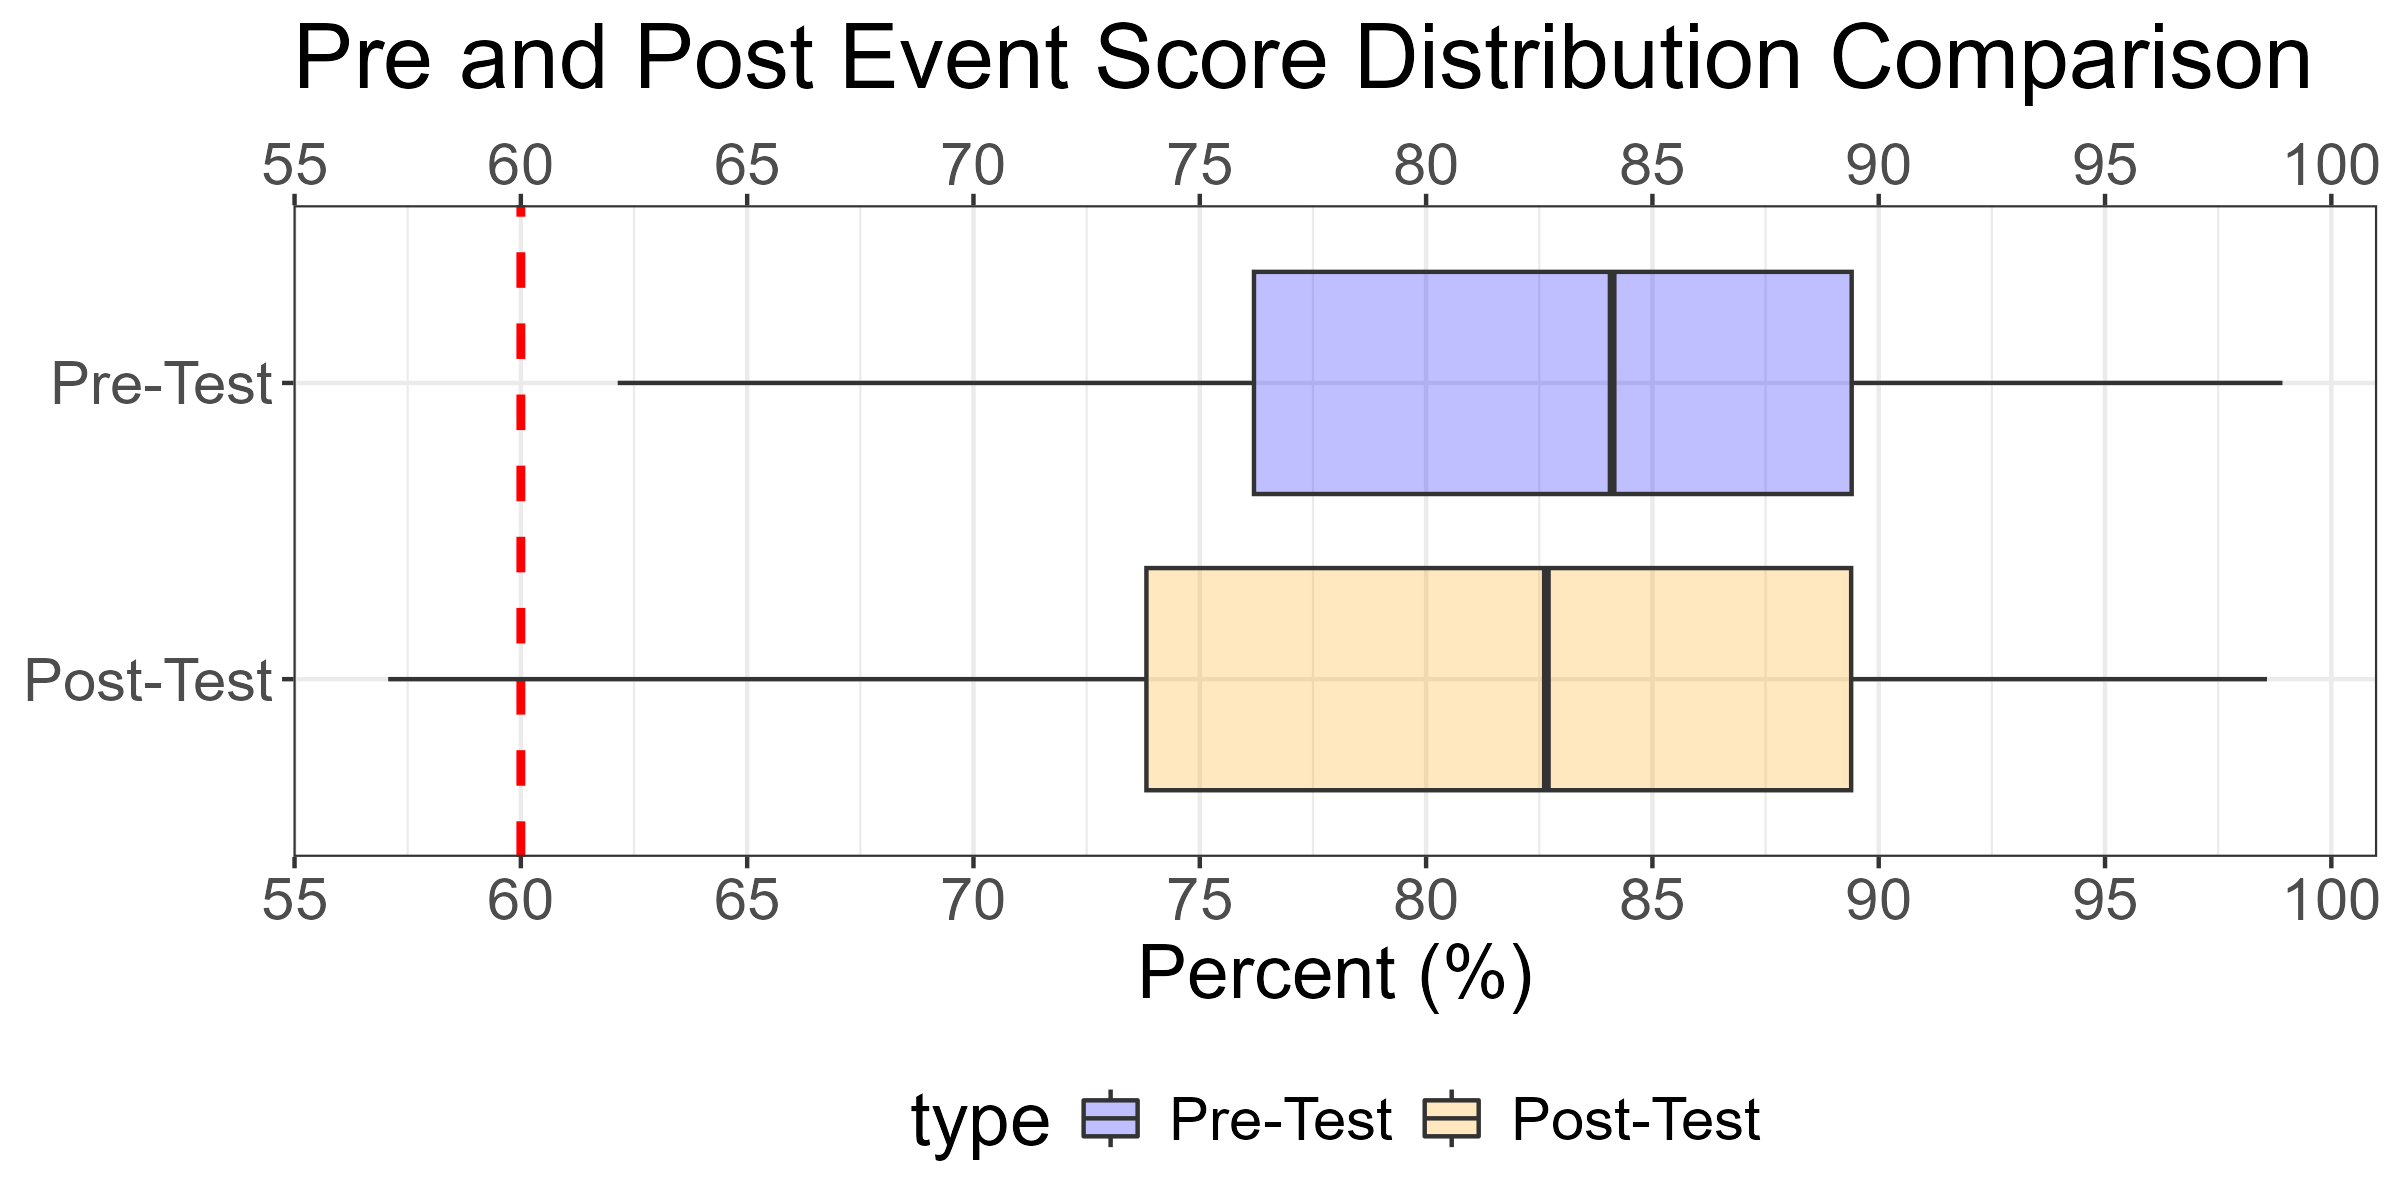 Pre and Post Event Score Distribution Comparison
55 60 65 70 75 80 85 90 95 100
Pre-Test
Post-Test
55 60 65 70 75 80 85 90 95 100
Percent (%)
type Pre-Test Post-Test